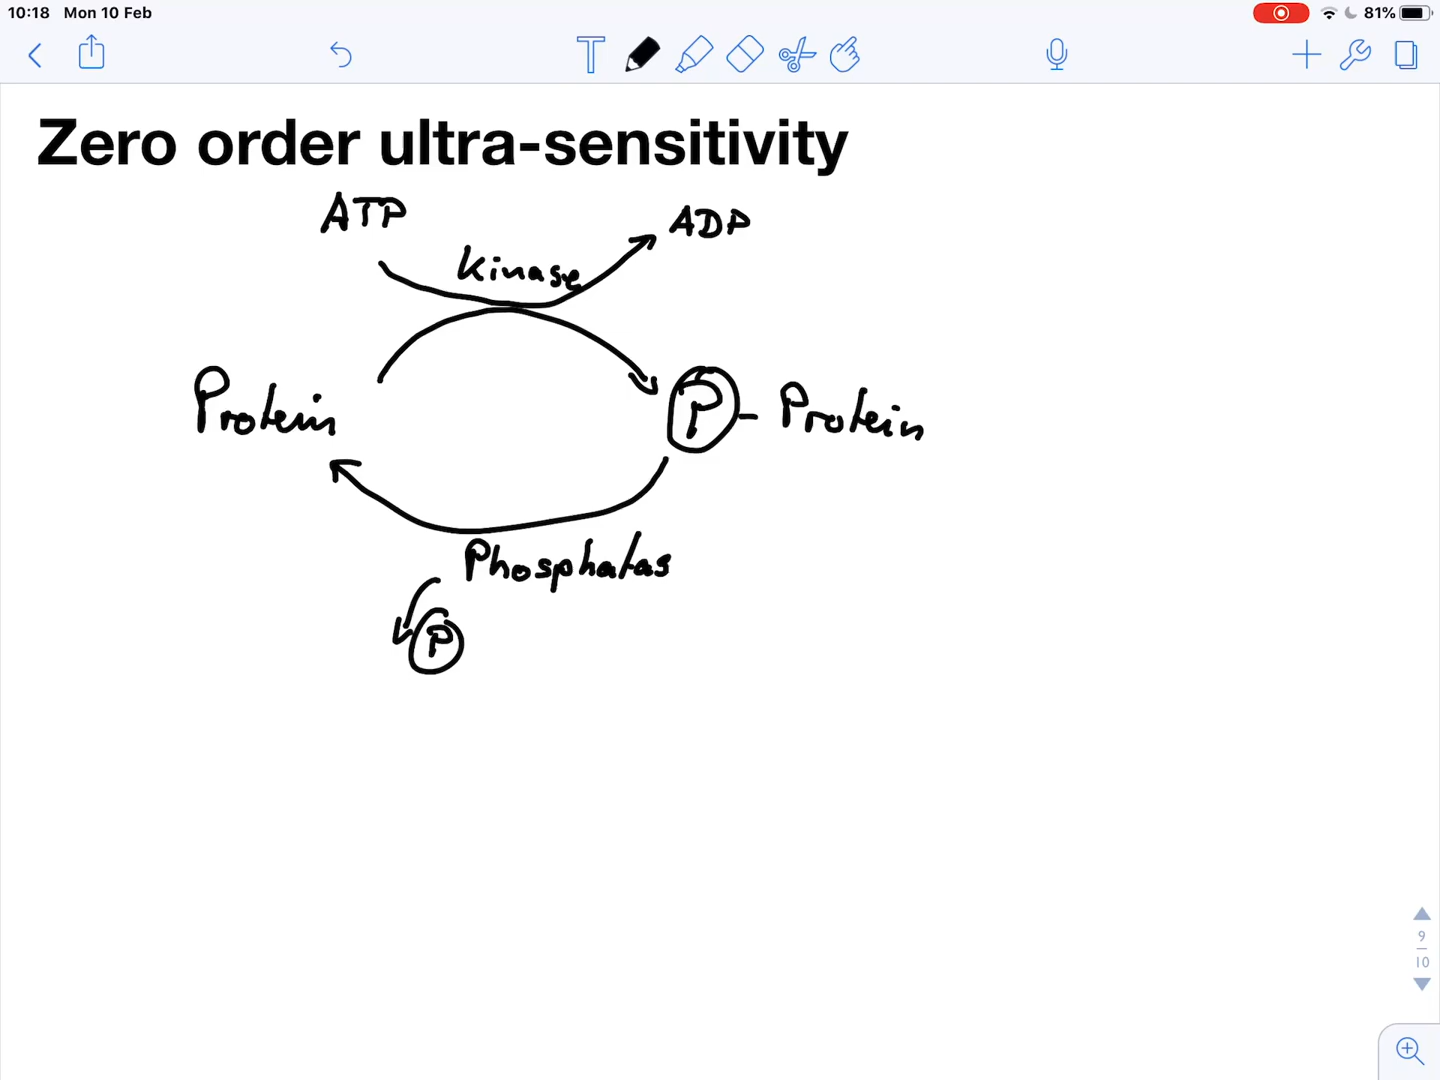 10:18 Mon 10 Feb 81%
T
Zero order ultra-sensitivity
ATP ADP
Kinase
Protein P - Protein
Phosphatas
P
9
10